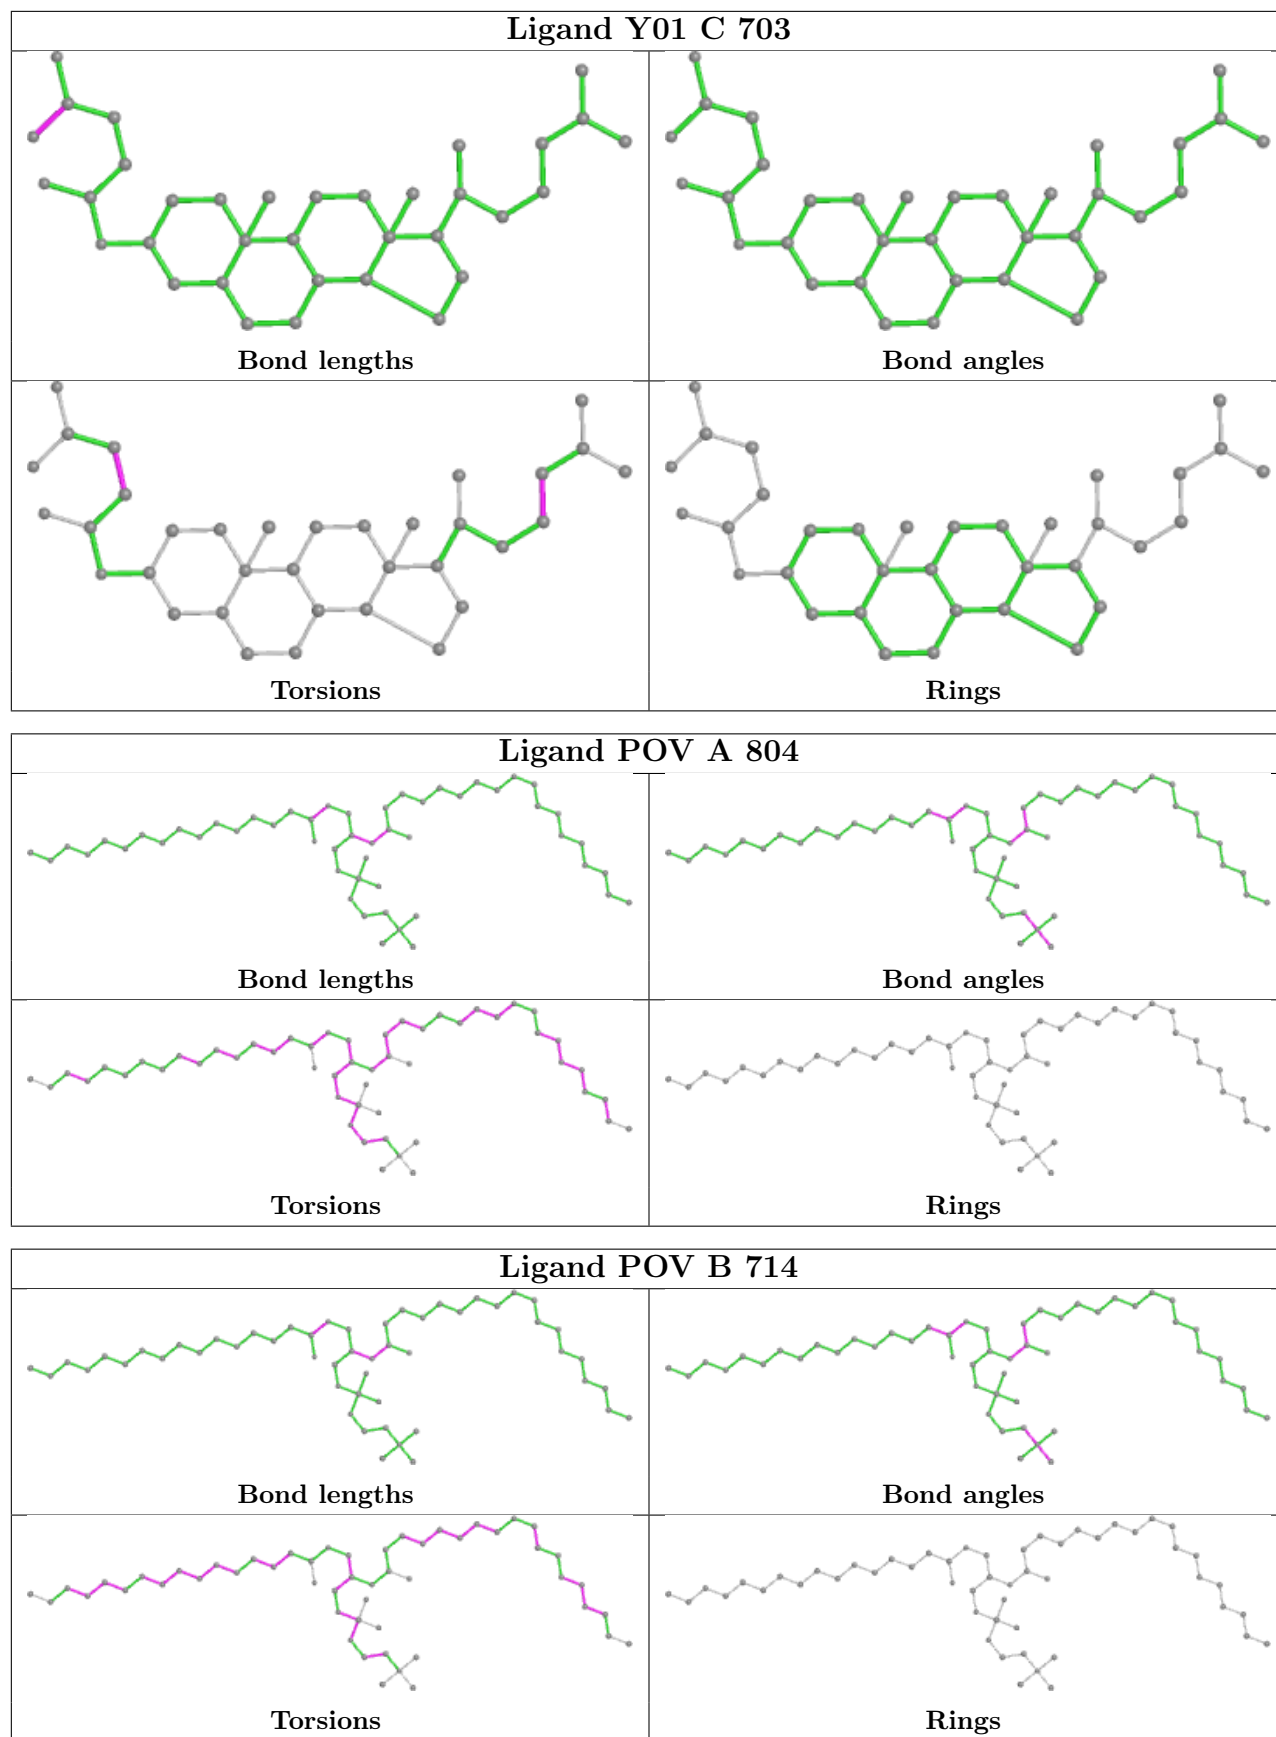 Ligand Y01 C 703
Bond lengths
Bond angles
Torsions
Rings
Ligand POV A 804
Bond lengths
Bond angles
Torsions
Rings
Ligand POV B 714
Bond lengths
Bond angles
Torsions
Rings